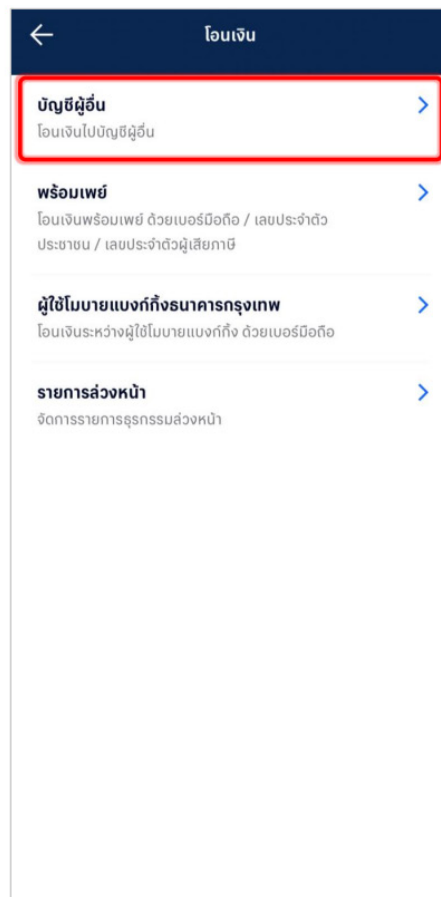 โอนเงิน
บัญชีผู้อื่น
โอนเงินไปบัญชีผู้อื่น
พร้อมเพย์
โอนเงินพร้อมเพย์ ด้วยเบอร์มือถือ / เลขประจำตัว
ประชาชน / เลขประจำตัวผู้เสียภาษี
ผู้ใช้โมบายแบงก์กิ้งธนาคารกรุงเทพ
โอนเงินระหว่างผู้ใช้โมบายแบงก์กิ้ง ด้วยเบอร์มือถือ
รายการล่วงหน้า
จัดการรายการธุรกรรมล่วงหน้า